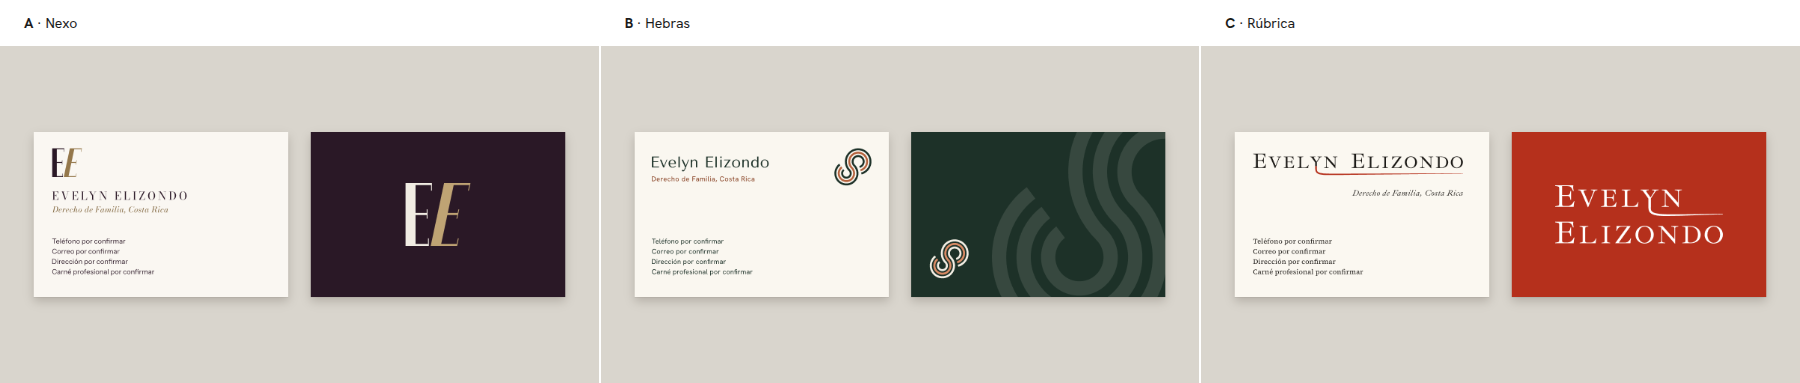 A · Nexo
EE
EVELYN ELIZONDO
Derecho de Familia, Costa Rica
Teléfono por confirmar
Correo por confirmar
Dirección por confirmar
Carné profesional por confirmar
EE
B · Hebras
Evelyn Elizondo
Derecho de Familia, Costa Rica
Teléfono por confirmar
Correo por confirmar
Dirección por confirmar
Carné profesional por confirmar
C · Rúbrica
EVELYN ELIZONDO
Derecho de Familia, Costa Rica
Teléfono por confirmar
Correo por confirmar
Dirección por confirmar
Carné profesional por confirmar
EVELYN
ELIZONDO